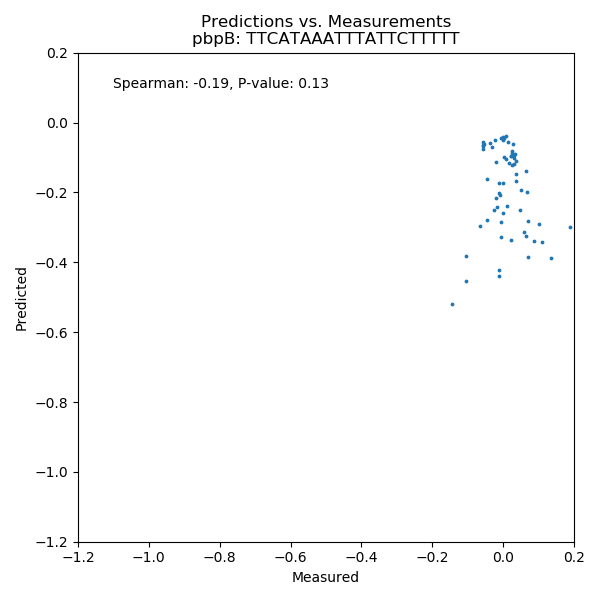 Predictions vs. Measurements
pbpB: TTCATAAATTTATTCTTTTT
Spearman: -0.19, P-value: 0.13
0.2
0.0
−0.2
−0.4
−0.6
−0.8
−1.0
−1.2
Predicted
−1.2 −1.0 −0.8 −0.6 −0.4 −0.2 0.0 0.2
Measured